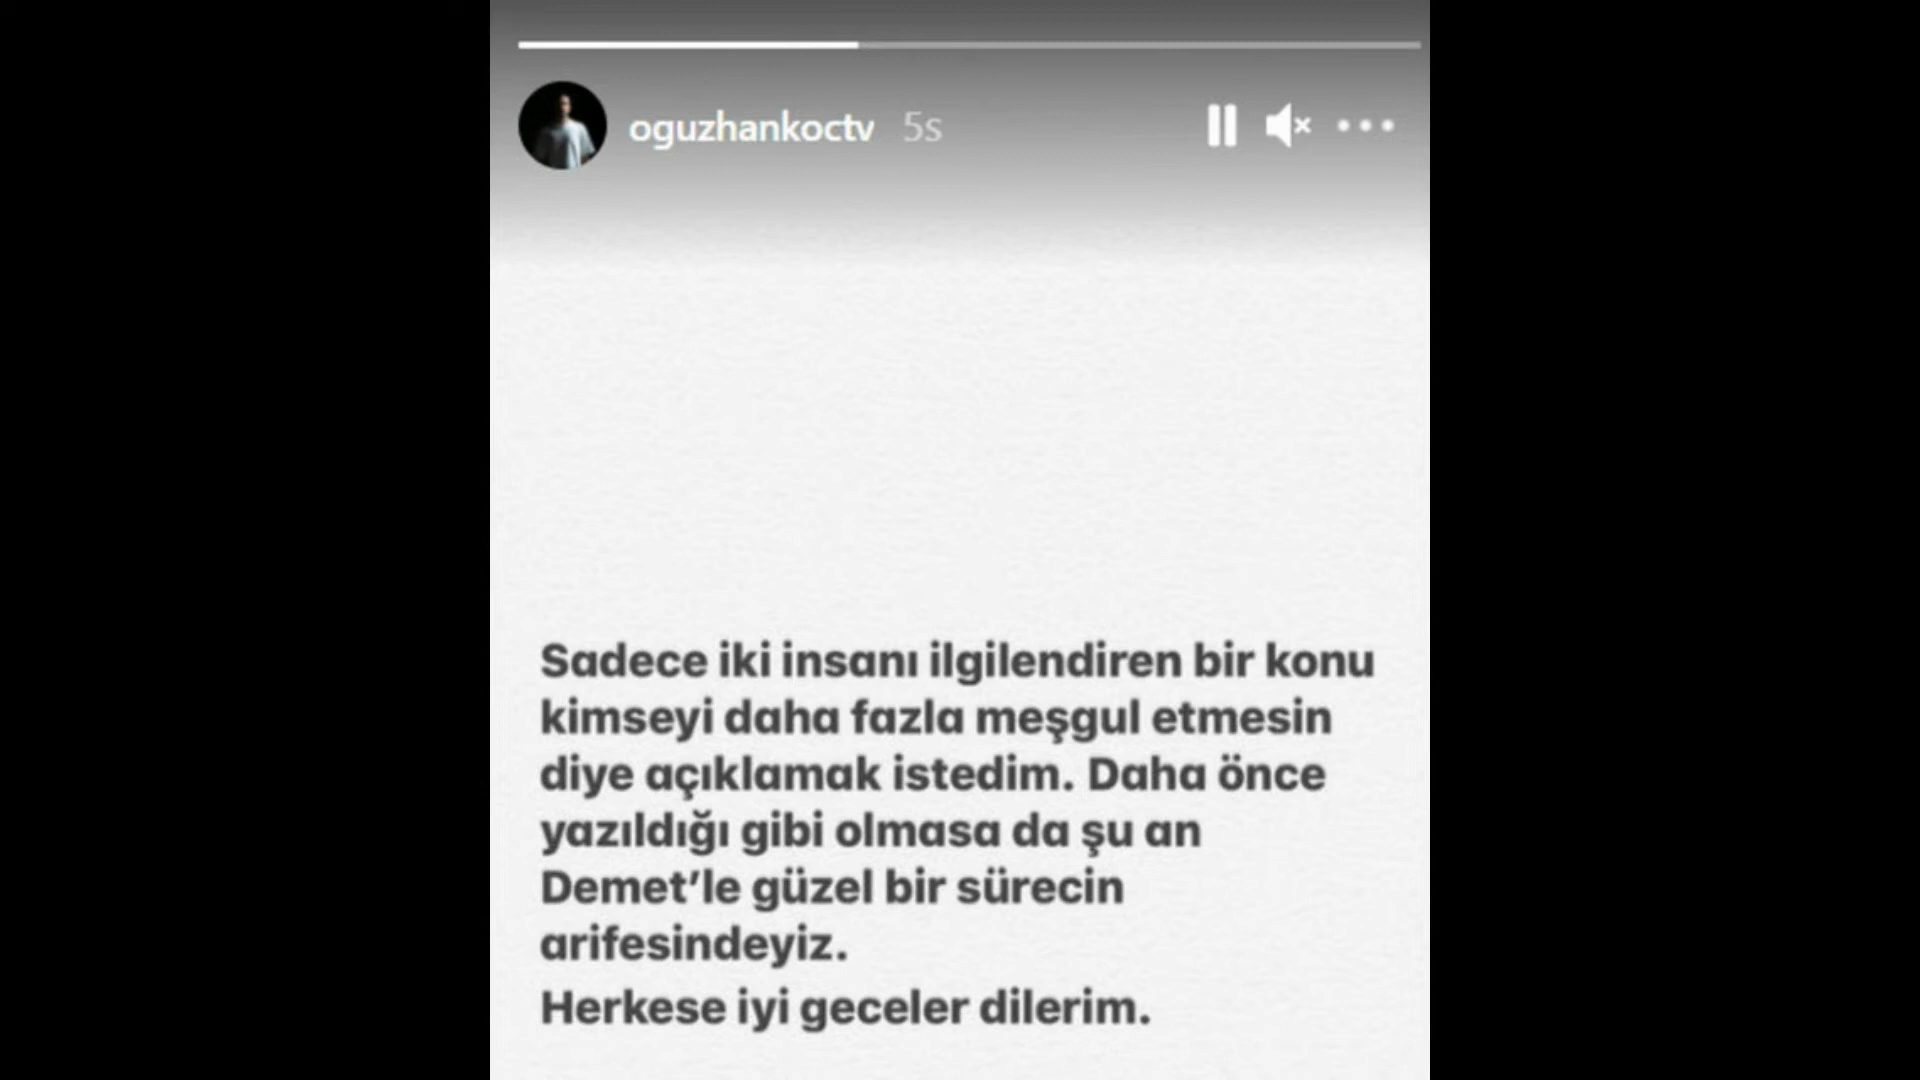 oguzhankoctv 5s
Sadece iki insanı ilgilendiren bir konu
kimseyi daha fazla meşgul etmesin
diye açıklamak istedim. Daha önce
yazıldığı gibi olmasa da şu an
Demet’le güzel bir sürecin
arifesindeyiz.
Herkese iyi geceler dilerim.